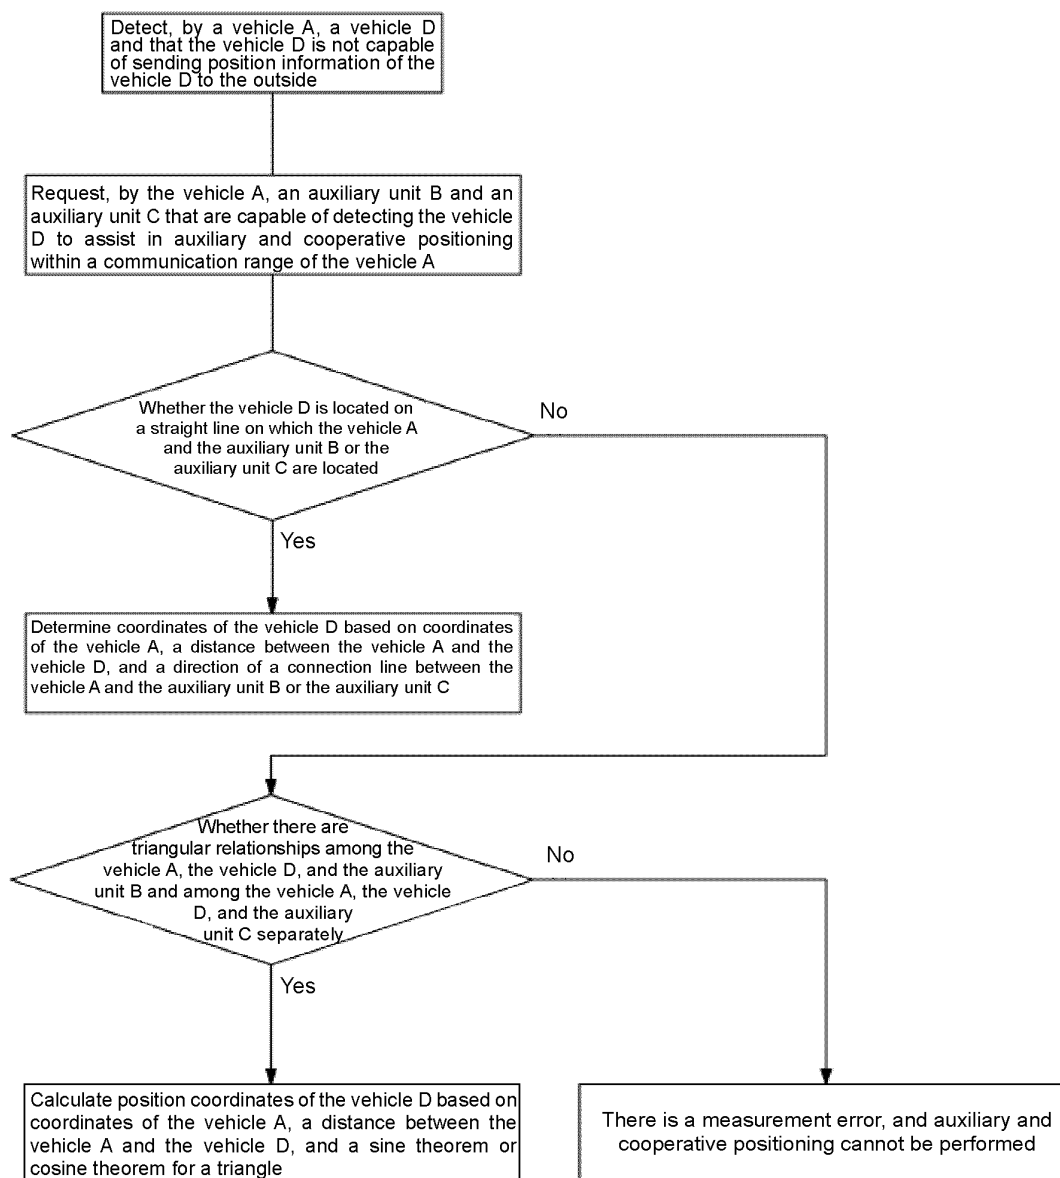 Detect, by a vehicle A, a vehicle D
and that the vehicle D is not capable
of sending position information of the
vehicle D to the outside
Request, by the vehicle A, an auxiliary unit B and an
auxiliary unit C that are capable of detecting the vehicle
D to assist in auxiliary and cooperative positioning
within a communication range of the vehicle A
Whether the vehicle D is located on
a straight line on which the vehicle A
and the auxiliary unit B or the
auxiliary unit C are located
No
Yes
Determine coordinates of the vehicle D based on coordinates
of the vehicle A, a distance between the vehicle A and the
vehicle D, and a direction of a connection line between the
vehicle A and the auxiliary unit B or the auxiliary unit C
Whether there are
triangular relationships among the
vehicle A, the vehicle D, and the auxiliary
unit B and among the vehicle A, the vehicle
D, and the auxiliary
unit C separately
No
Yes
Calculate position coordinates of the vehicle D based on
coordinates of the vehicle A, a distance between the
vehicle A and the vehicle D, and a sine theorem or
cosine theorem for a triangle
There is a measurement error, and auxiliary and
cooperative positioning cannot be performed